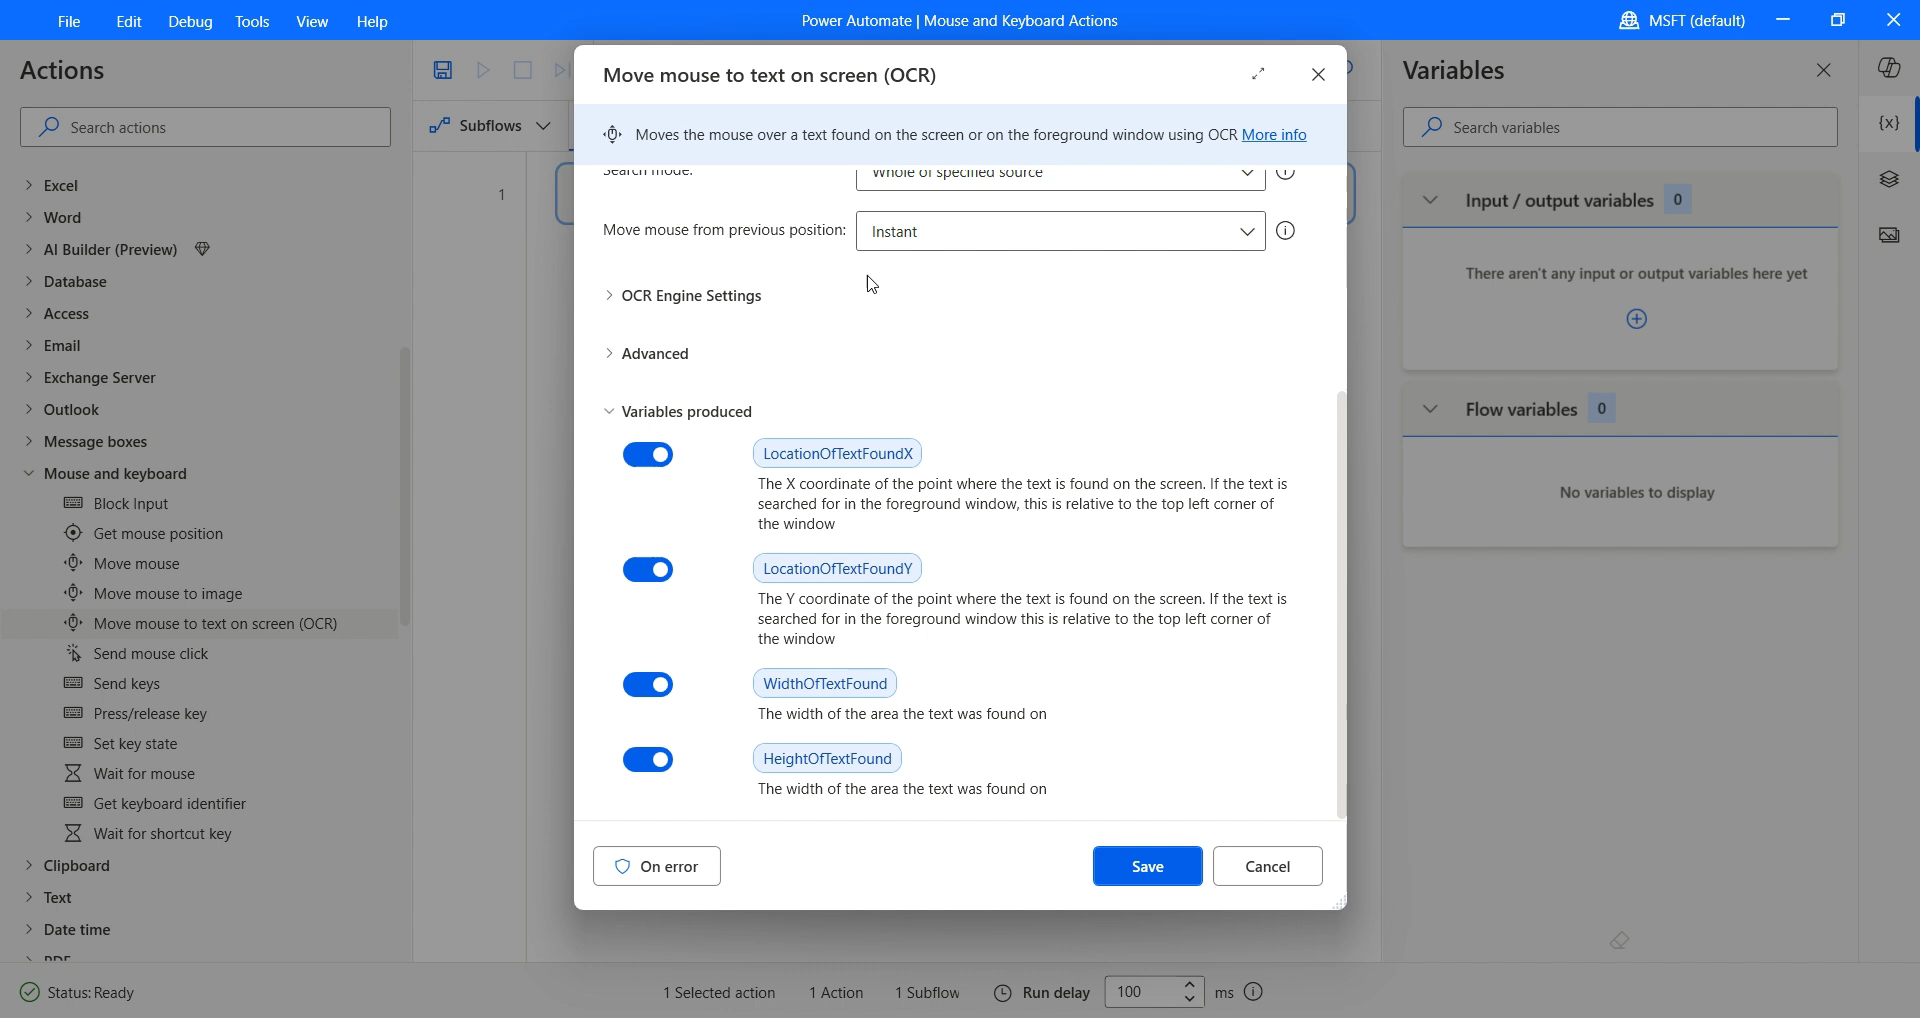 File Edit Debug Tools View Help
Power Automate | Mouse and Keyboard Actions
MSFT (default)
Actions
Search actions
Excel
Word
AI Builder (Preview)
Database
Access
Email
Exchange Server
Outlook
Message boxes
Mouse and keyboard
Block Input
Get mouse position
Move mouse
Move mouse to image
Move mouse to text on screen (OCR)
Send mouse click
Send keys
Press/release key
Set key state
Wait for mouse
Get keyboard identifier
Wait for shortcut key
Clipboard
Text
Date time
PDF
Subflows
1
Move mouse to text on screen (OCR)
Moves the mouse over a text found on the screen or on the foreground window using OCR More info
Search mode: Whole of specified source
Move mouse from previous position: Instant
OCR Engine Settings
Advanced
Variables produced
LocationOfTextFoundX
The X coordinate of the point where the text is found on the screen. If the text is
searched for in the foreground window, this is relative to the top left corner of
the window
LocationOfTextFoundY
The Y coordinate of the point where the text is found on the screen. If the text is
searched for in the foreground window this is relative to the top left corner of
the window
WidthOfTextFound
The width of the area the text was found on
HeightOfTextFound
The width of the area the text was found on
On error
Save
Cancel
Variables
Search variables
{x}
Input / output variables 0
There aren't any input or output variables here yet
Flow variables 0
No variables to display
Status: Ready
1 Selected action 1 Action 1 Subflow Run delay 100 ms